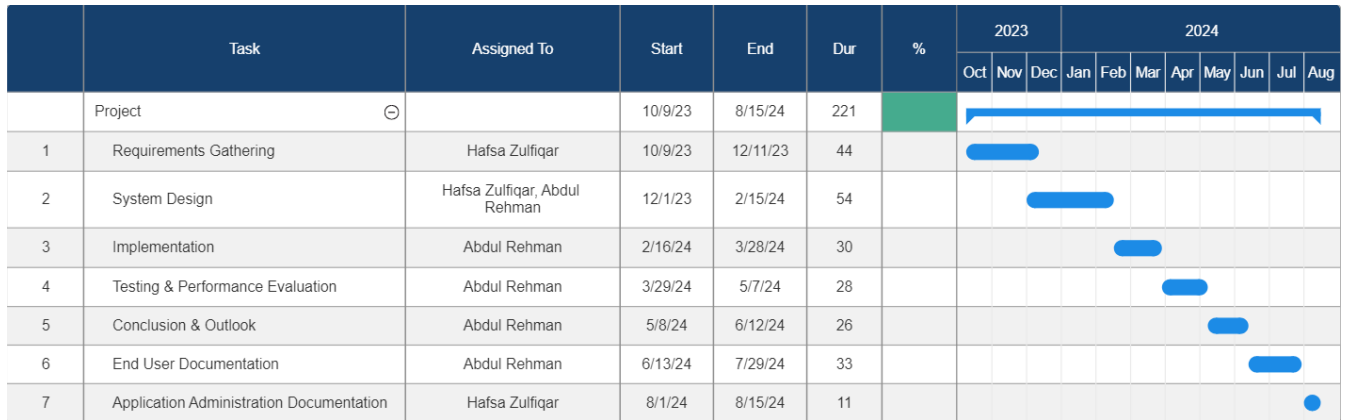 Task Assigned To Start End Dur % 2023 2024
Oct Nov Dec Jan Feb Mar Apr May Jun Jul Aug
Project 10/9/23 8/15/24 221
1 Requirements Gathering Hafsa Zulfiqar 10/9/23 12/11/23 44
2 System Design Hafsa Zulfiqar, Abdul Rehman 12/1/23 2/15/24 54
3 Implementation Abdul Rehman 2/16/24 3/28/24 30
4 Testing & Performance Evaluation Abdul Rehman 3/29/24 5/7/24 28
5 Conclusion & Outlook Abdul Rehman 5/8/24 6/12/24 26
6 End User Documentation Abdul Rehman 6/13/24 7/29/24 33
7 Application Administration Documentation Hafsa Zulfiqar 8/1/24 8/15/24 11